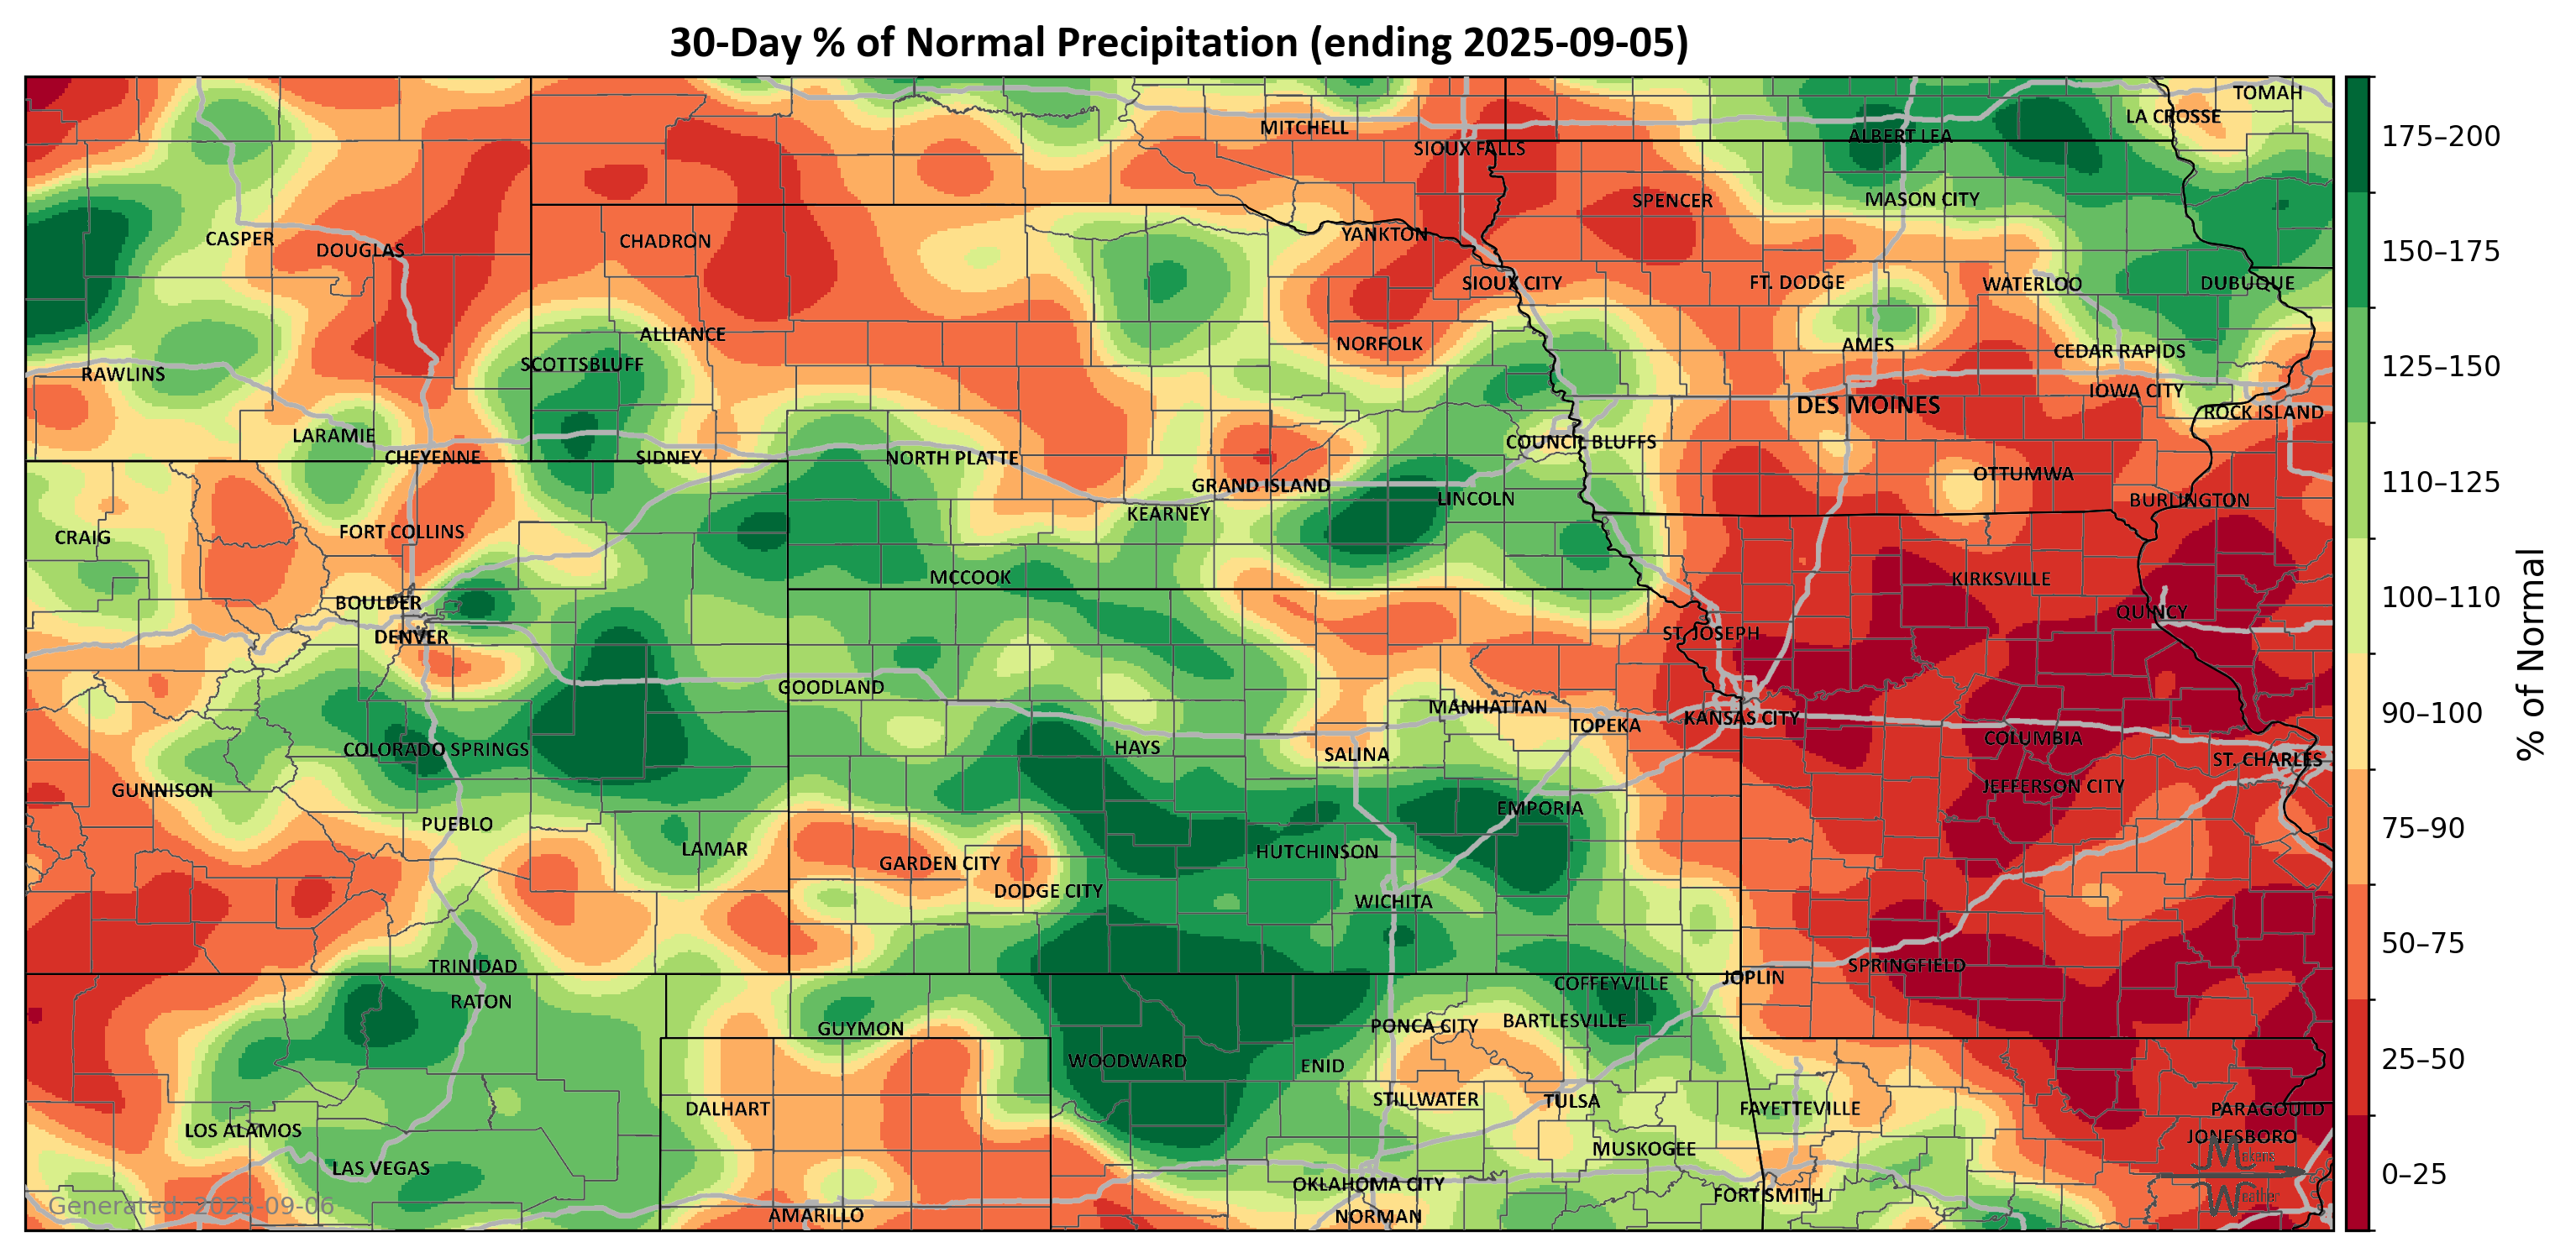 30-Day % of Normal Precipitation (ending 2025-09-05)
TOMAH
LA CROSSE
MITCHELL
ALBERT LEA
SIOUX FALLS
SPENCER
MASON CITY
YANKTON
CASPER
CHADRON
DOUGLAS
SIOUX CITY
FT. DODGE
WATERLOO
DUBUQUE
ALLIANCE
NORFOLK
AMES
CEDAR RAPIDS
SCOTTSBLUFF
RAWLINS
IOWA CITY
DES MOINES
ROCK ISLAND
LARAMIE
COUNCIL BLUFFS
CHEYENNE
SIDNEY
NORTH PLATTE
OTTUMWA
GRAND ISLAND
LINCOLN
BURLINGTON
KEARNEY
FORT COLLINS
CRAIG
MCCOOK
KIRKSVILLE
BOULDER
QUINCY
DENVER
ST. JOSEPH
GOODLAND
MANHATTAN
KANSAS CITY
TOPEKA
COLUMBIA
COLORADO SPRINGS
HAYS
SALINA
ST. CHARLES
GUNNISON
JEFFERSON CITY
EMPORIA
PUEBLO
LAMAR
HUTCHINSON
GARDEN CITY
DODGE CITY
WICHITA
TRINIDAD
SPRINGFIELD
JOPLIN
COFFEYVILLE
RATON
GUYMON
PONCA CITY
BARTLESVILLE
WOODWARD
ENID
STILLWATER
TULSA
DALHART
FAYETTEVILLE
PARAGOULD
LOS ALAMOS
JONESBORO
MUSKOGEE
LAS VEGAS
OKLAHOMA CITY
FORT SMITH
AMARILLO
NORMAN
Generated: 2025-09-06
Makens
Weather
175–200
150–175
125–150
110–125
100–110
90–100
75–90
50–75
25–50
0–25
% of Normal